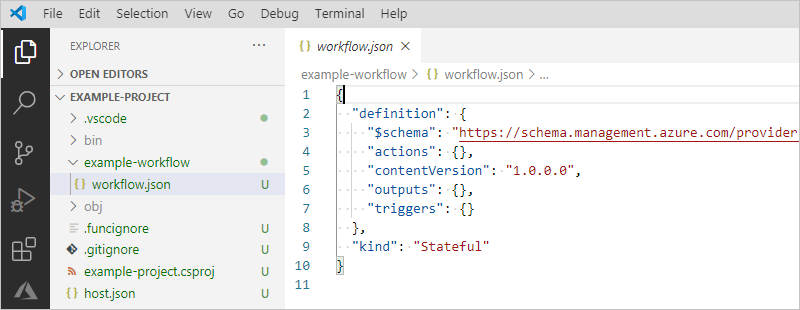 File Edit Selection View Go Debug Terminal Help
EXPLORER ...
OPEN EDITORS
EXAMPLE-PROJECT
.vscode
bin
example-workflow
{} workflow.json U
obj
.funcignore U
.gitignore U
example-project.csproj U
{} host.json U
{} workflow.json ×
example-workflow > {} workflow.json > ...
1 {
2 "definition": {
3 "$schema": "https://schema.management.azure.com/provider
4 "actions": {},
5 "contentVersion": "1.0.0.0",
6 "outputs": {},
7 "triggers": {}
8 },
9 "kind": "Stateful"
10 }
11